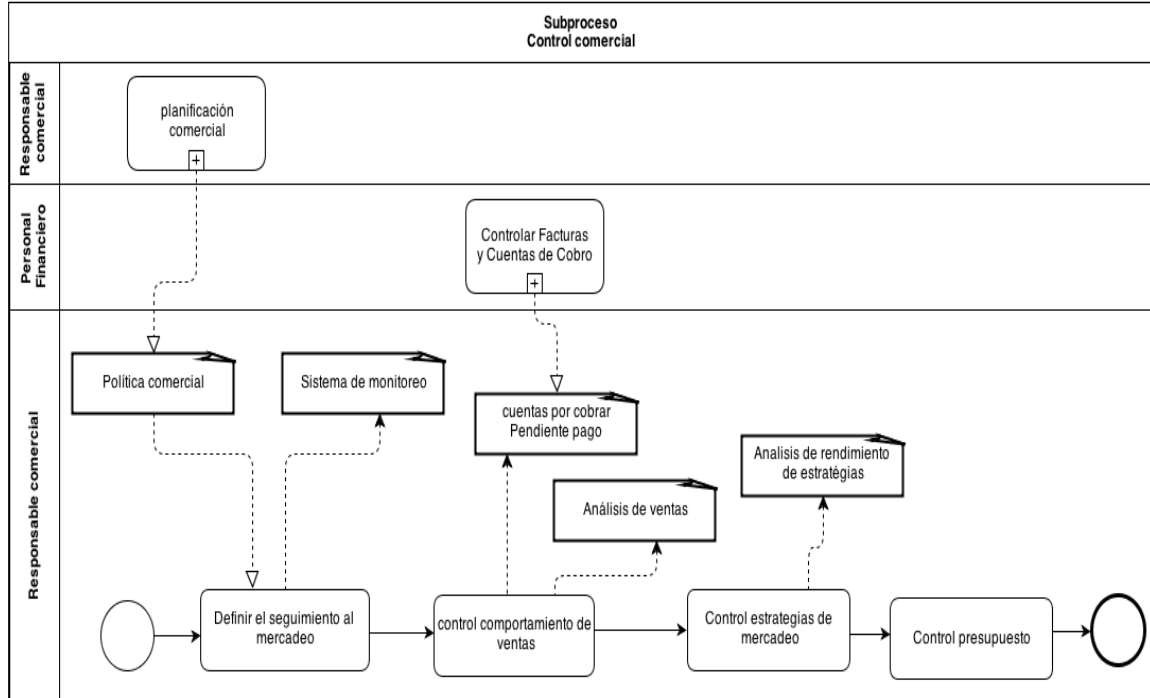 Subproceso
Control comercial
Responsable
comercial
planificación
comercial
Personal
Financiero
Controlar Facturas
y Cuentas de Cobro
Responsable comercial
Política comercial
Sistema de monitoreo
cuentas por cobrar
Pendiente pago
Análisis de ventas
Analisis de rendimiento
de estratégias
Definir el seguimiento al
mercadeo
control comportamiento de
ventas
Control estrategias de
mercadeo
Control presupuesto